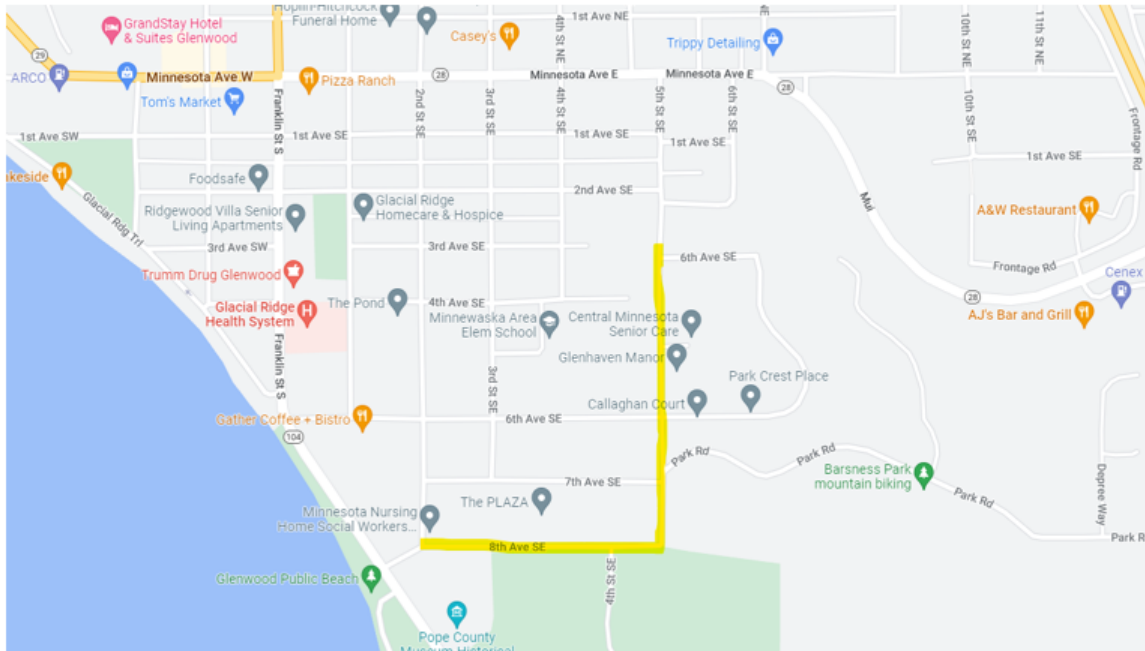 Hoplin-Hitchcock
Funeral Home
GrandStay Hotel
& Suites Glenwood
Casey's
1st Ave NE
4th St NE
Trippy Detailing
10th St NE
11th St NE
29
ARCO
Minnesota Ave W
Tom's Market
Pizza Ranch
28
Minnesota Ave E
Minnesota Ave E
28
Franklin St S
2nd St SE
3rd St SE
4th St SE
5th St SE
6th St SE
10th St SE
Frontage Rd
1st Ave SW
1st Ave SE
1st Ave SE
1st Ave SE
1st Ave SE
akeside
Foodsafe
2nd Ave SE
Glacial Rdg Trl
Ridgewood Villa Senior
Living Apartments
Glacial Ridge
Homecare & Hospice
Mui
A&W Restaurant
3rd Ave SW
3rd Ave SE
6th Ave SE
Frontage Rd
Cenex
Trumm Drug Glenwood
28
The Pond
4th Ave SE
Glacial Ridge
Health System
Minnewaska Area
Elem School
Central Minnesota
Senior Care
AJ's Bar and Grill
Glenhaven Manor
Franklin St S
3rd St SE
Park Crest Place
Callaghan Court
Gather Coffee + Bistro
6th Ave SE
104
Park Rd
Park Rd
Barsness Park
mountain biking
Park Rd
Depree Way
7th Ave SE
The PLAZA
Minnesota Nursing
Home Social Workers...
8th Ave SE
Park R
4th St SE
Glenwood Public Beach
Pope County
Museum Historical